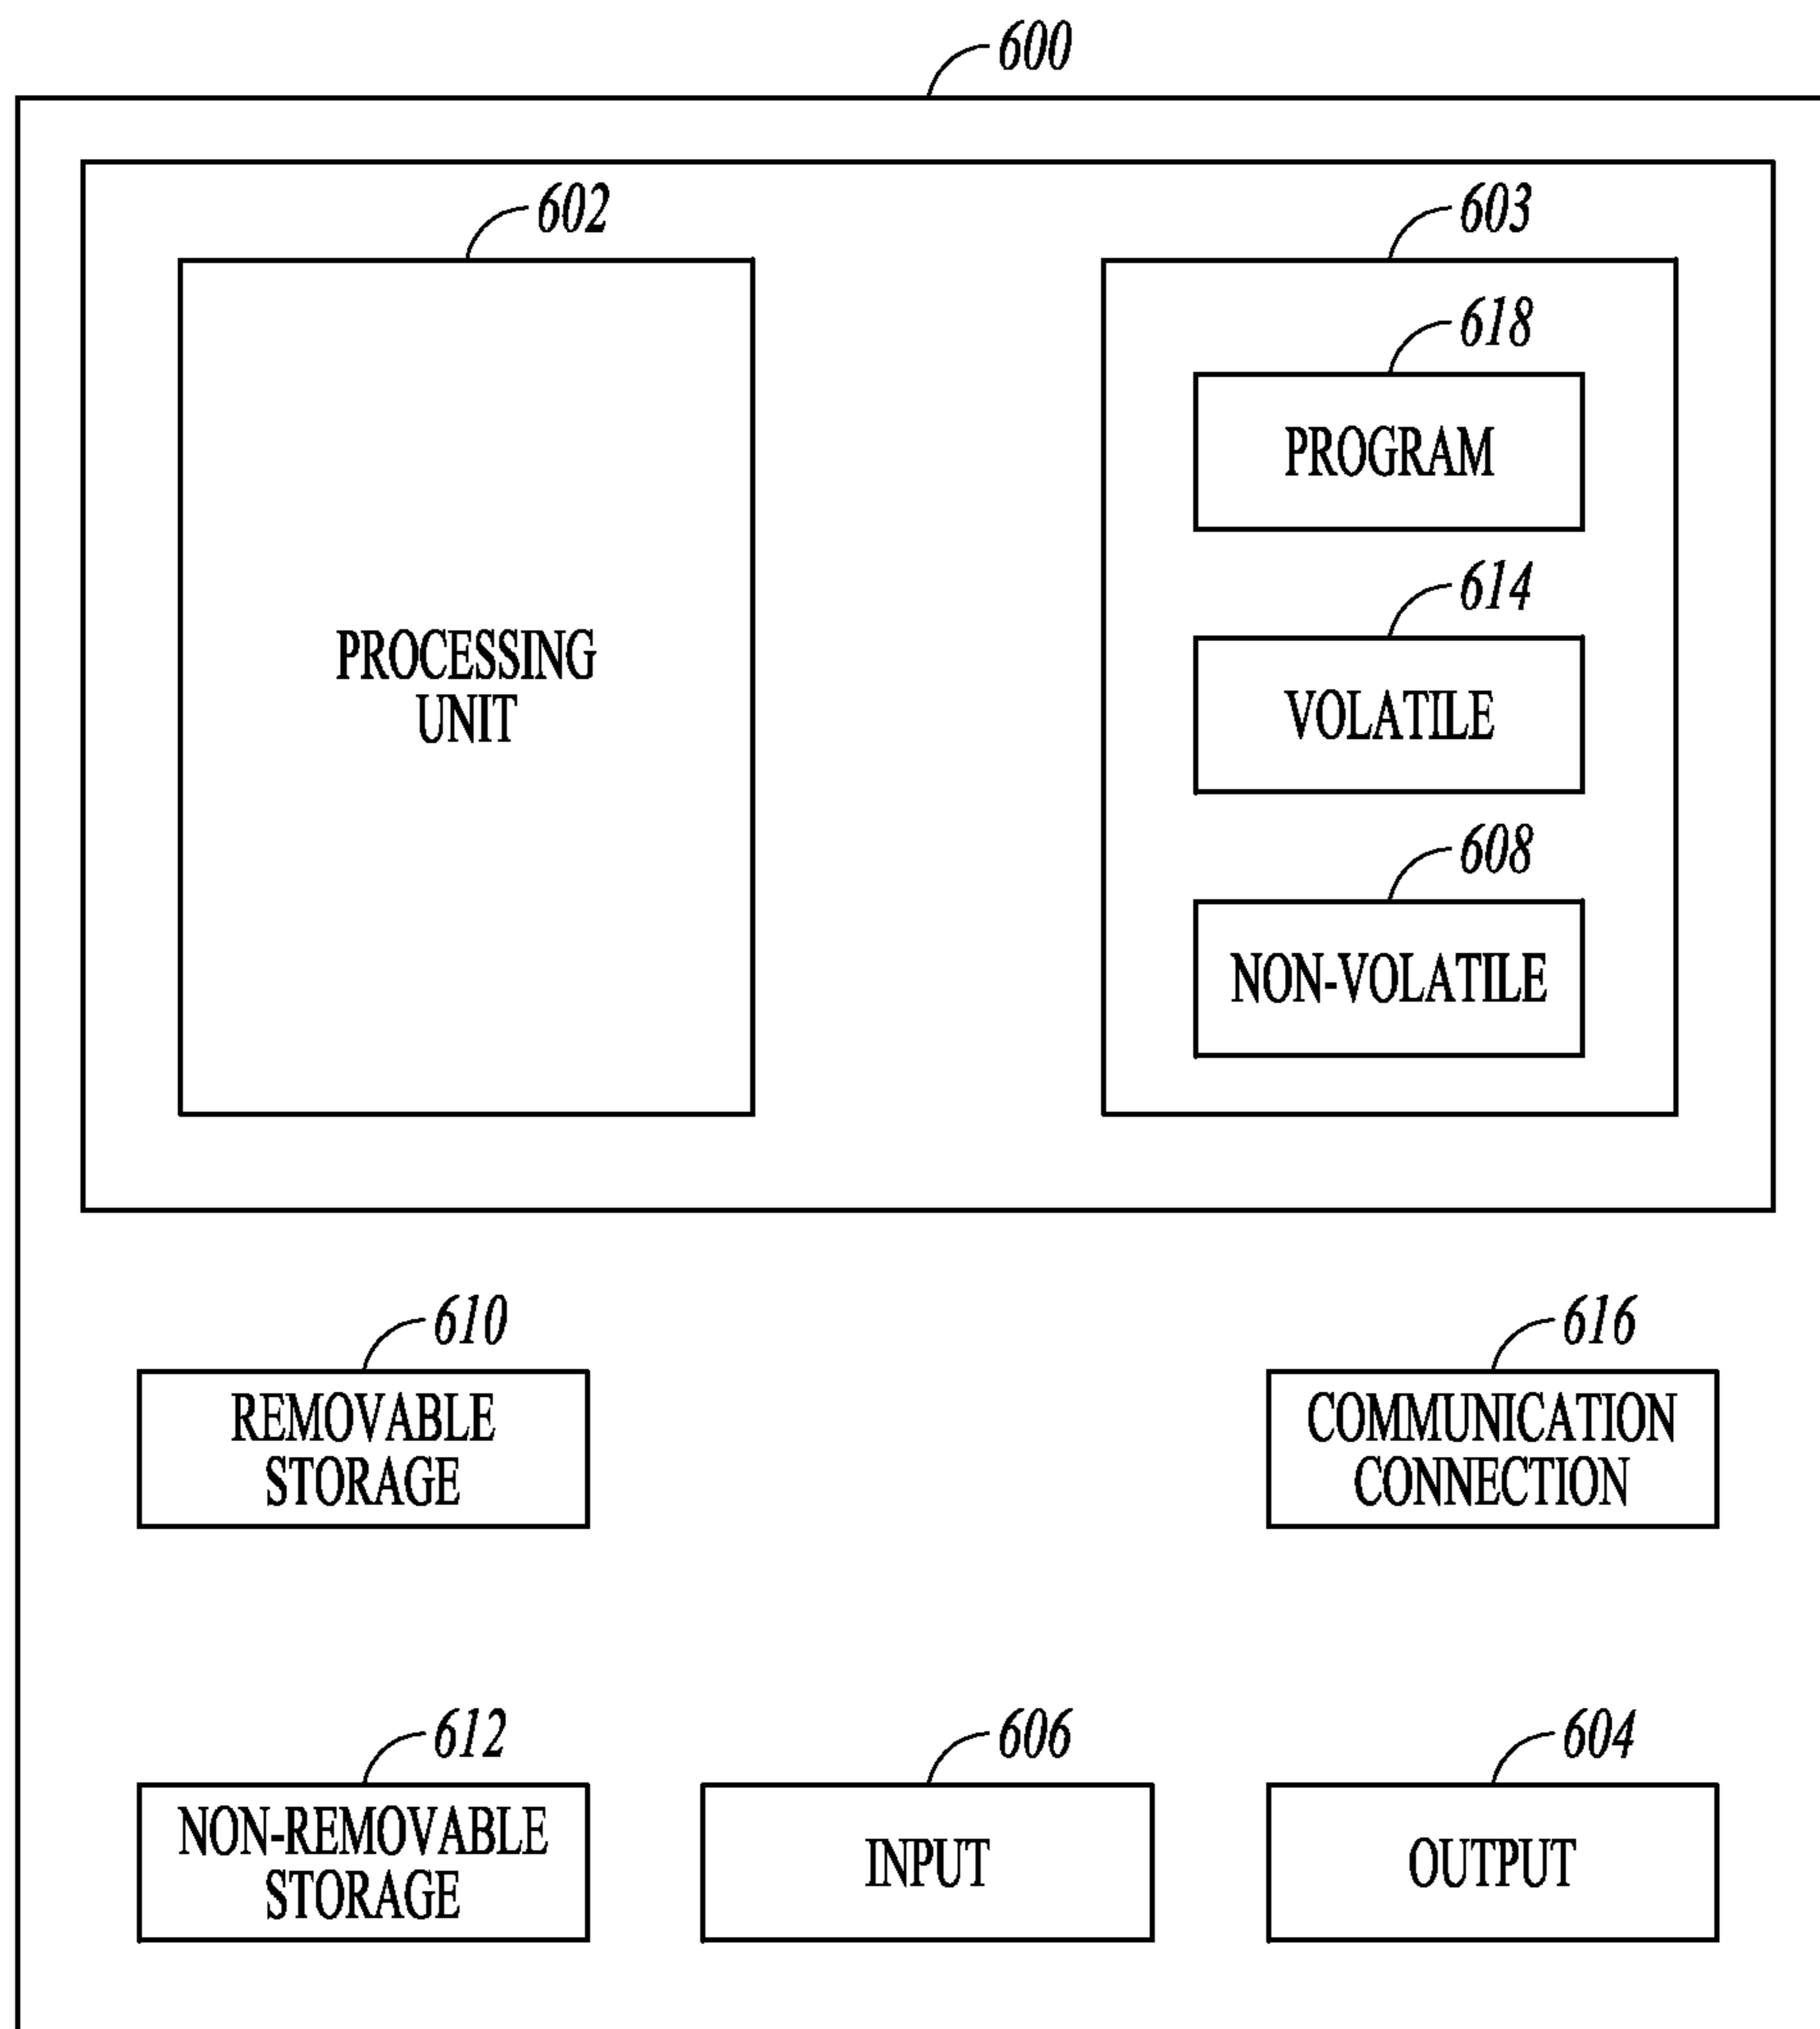 600
602
603
618
PROGRAM
PROCESSING
UNIT
614
VOLATILE
608
NON-VOLATILE
610
REMOVABLE
STORAGE
616
COMMUNICATION
CONNECTION
612
NON-REMOVABLE
STORAGE
606
INPUT
604
OUTPUT